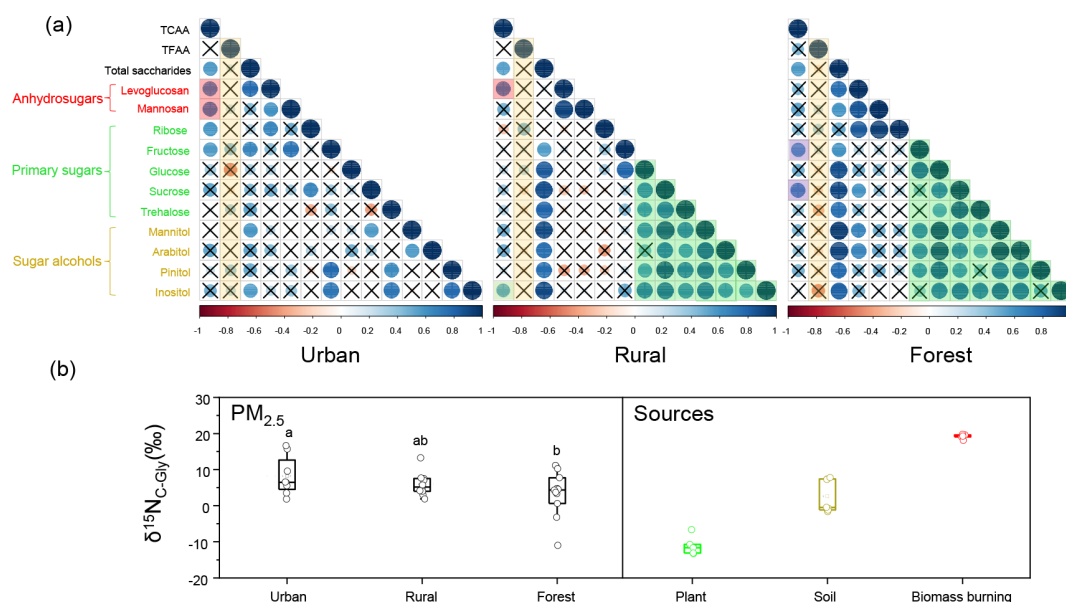 (a)
TCAA
TFAA
Total saccharides
Anhydrosugars
Levoglucosan
Mannosan
Primary sugars
Ribose
Fructose
Glucose
Sucrose
Trehalose
Sugar alcohols
Mannitol
Arabitol
Pinitol
Inositol
-1 -0.8 -0.6 -0.4 -0.2 0 0.2 0.4 0.6 0.8 1
-1 -0.8 -0.6 -0.4 -0.2 0 0.2 0.4 0.6 0.8 1
-1 -0.8 -0.6 -0.4 -0.2 0 0.2 0.4 0.6 0.8
Urban Rural Forest
(b)
δ15NC-Gly(‰)
30
20
10
0
-10
-20
PM2.5
a
ab
b
Sources
Urban Rural Forest Plant Soil Biomass burning